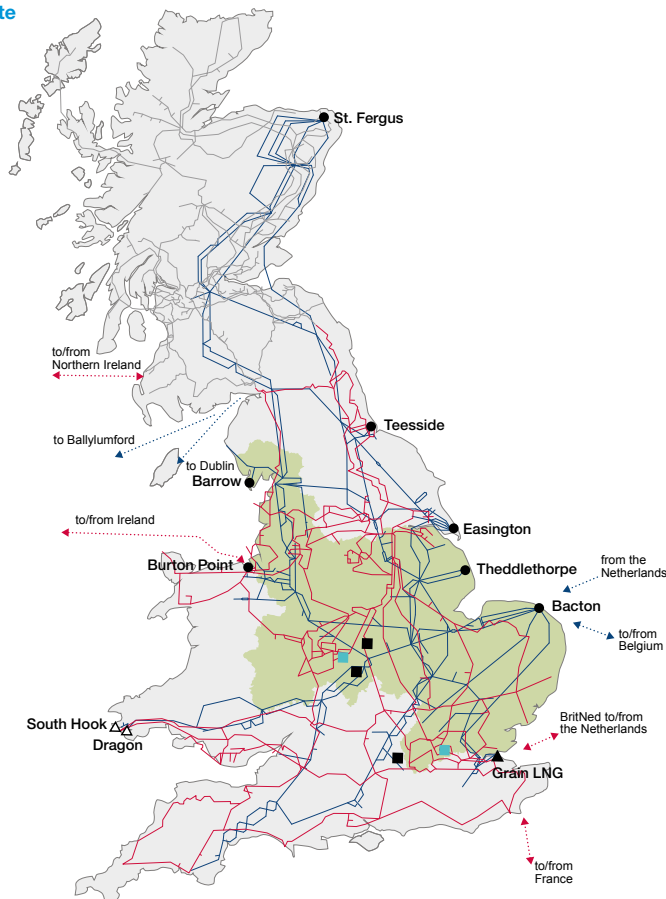 te
St. Fergus
to/from
Northern Ireland
Teesside
to Ballylumford
to Dublin
Barrow
to/from Ireland
Easington
Burton Point
Theddlethorpe
from the
Netherlands
Bacton
to/from
Belgium
South Hook
Dragon
BritNed to/from
the Netherlands
Grain LNG
to/from
France